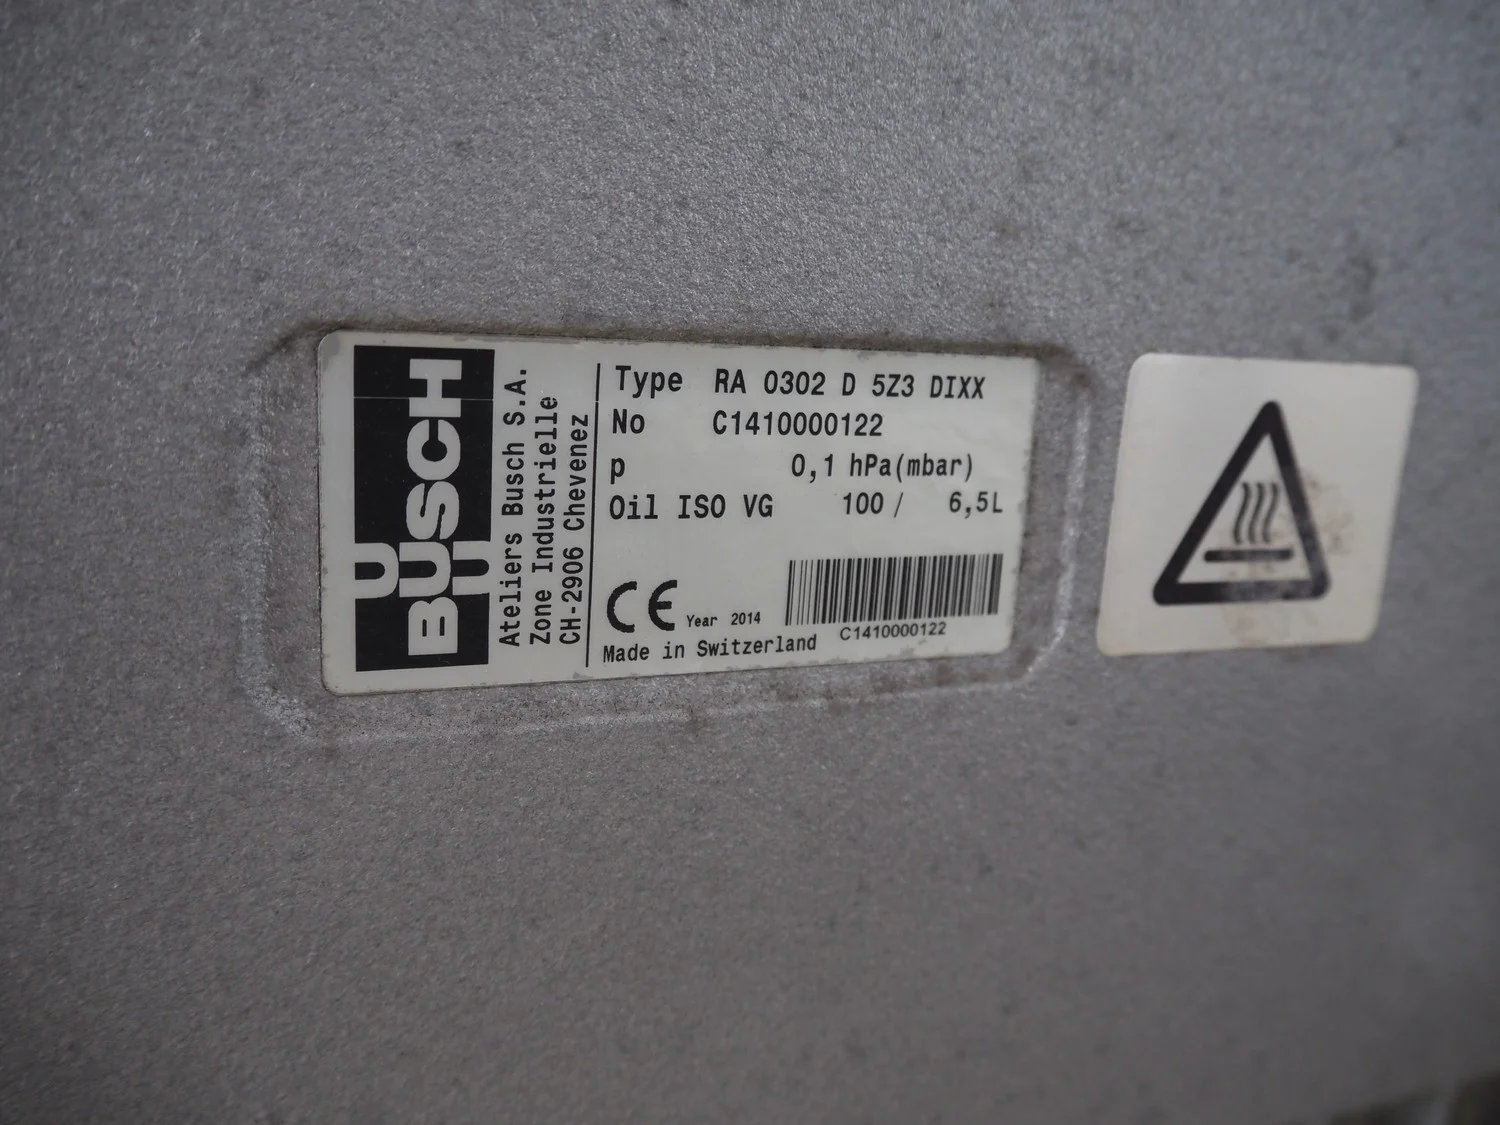 BUSCH
Ateliers Busch S.A.
Zone Industrielle
CH-2906 Chevenez
Type RA 0302 D 5Z3 DIXX
No C1410000122
p 0,1 hPa(mbar)
Oil ISO VG 100 / 6,5L
CE Year 2014
C1410000122
Made in Switzerland